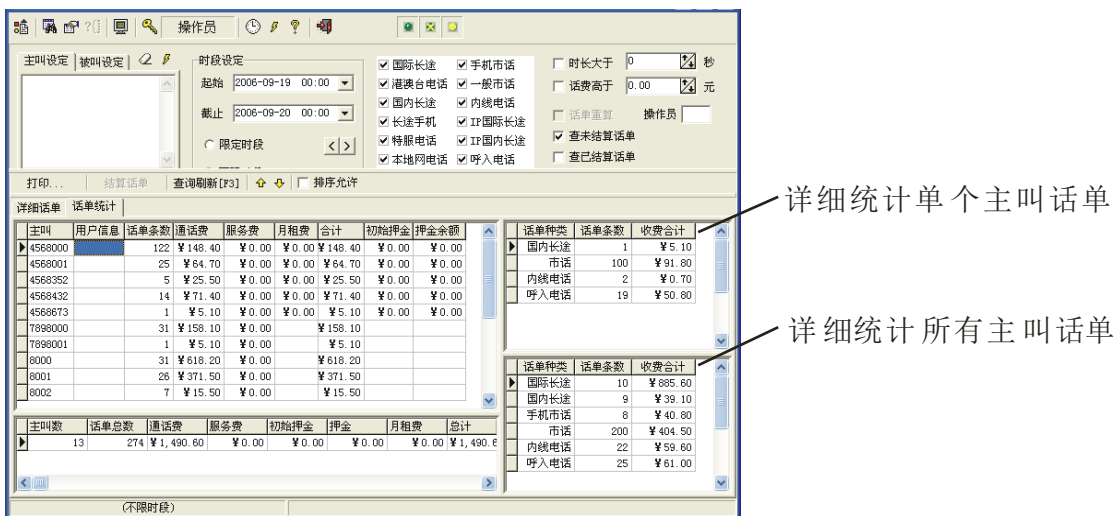 操作员
主叫设定 被叫设定
时段设定
起始 2006-09-19 00:00
截止 2006-09-20 00:00
限定时段 < >
国际长途 手机市话
港澳台电话 一般市话
国内长途 内线电话
长途手机 IP国际长途
特服电话 IP国内长途
本地网电话 呼入电话
时长大于 0 秒
话费高于 0.00 元
话单重算 操作员
查未结算话单
查已结算话单
打印... 结算话单 查询刷新[F3] 排序允许
详细话单 话单统计
主叫 用户信息 话单条数 通话费 服务费 月租费 合计 初始押金 押金余额
4568000 122 ¥148.40 ¥0.00 ¥0.00 ¥148.40 ¥0.00 ¥0.00
4568001 25 ¥64.70 ¥0.00 ¥0.00 ¥64.70 ¥0.00 ¥0.00
4568352 5 ¥25.50 ¥0.00 ¥0.00 ¥25.50 ¥0.00 ¥0.00
4568432 14 ¥71.40 ¥0.00 ¥0.00 ¥71.40 ¥0.00 ¥0.00
4568673 1 ¥5.10 ¥0.00 ¥0.00 ¥5.10 ¥0.00 ¥0.00
7898000 31 ¥158.10 ¥0.00 ¥158.10
7898001 1 ¥5.10 ¥0.00 ¥5.10
8000 31 ¥618.20 ¥0.00 ¥618.20
8001 26 ¥371.50 ¥0.00 ¥371.50
8002 7 ¥15.50 ¥0.00 ¥15.50
主叫数 话单总数 通话费 服务费 初始押金 押金 月租费 总计
13 274 ¥1,490.60 ¥0.00 ¥0.00 ¥0.00 ¥0.00 ¥1,490.6
话单种类 话单条数 收费合计
国内长途 1 ¥5.10
市话 100 ¥91.80
内线电话 2 ¥0.70
呼入电话 19 ¥50.80
话单种类 话单条数 收费合计
国际长途 10 ¥885.60
国内长途 9 ¥39.10
手机市话 8 ¥40.80
市话 200 ¥404.50
内线电话 22 ¥59.60
呼入电话 25 ¥61.00
(不限时段)
详细统计单个主叫话单
详细统计所有主叫话单